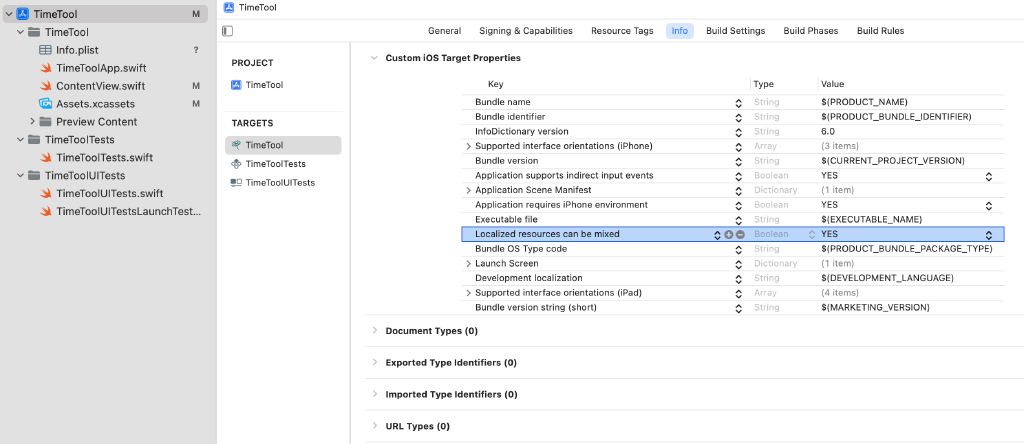 TimeTool M
TimeTool
Info.plist ?
TimeToolApp.swift
ContentView.swift M
Assets.xcassets M
Preview Content
TimeToolTests
TimeToolTests.swift
TimeToolUITests
TimeToolUITests.swift
TimeToolUITestsLaunchTest...
TimeTool
General Signing & Capabilities Resource Tags Info Build Settings Build Phases Build Rules
PROJECT
TimeTool
TARGETS
TimeTool
TimeToolTests
TimeToolUITests
Custom iOS Target Properties
Key Type Value
Bundle name String $(PRODUCT_NAME)
Bundle identifier String $(PRODUCT_BUNDLE_IDENTIFIER)
InfoDictionary version String 6.0
Supported interface orientations (iPhone) Array (3 items)
Bundle version String $(CURRENT_PROJECT_VERSION)
Application supports indirect input events Boolean YES
Application Scene Manifest Dictionary (1 item)
Application requires iPhone environment Boolean YES
Executable file String $(EXECUTABLE_NAME)
Localized resources can be mixed Boolean YES
Bundle OS Type code String $(PRODUCT_BUNDLE_PACKAGE_TYPE)
Launch Screen Dictionary (1 item)
Development localization String $(DEVELOPMENT_LANGUAGE)
Supported interface orientations (iPad) Array (4 items)
Bundle version string (short) String $(MARKETING_VERSION)
Document Types (0)
Exported Type Identifiers (0)
Imported Type Identifiers (0)
URL Types (0)